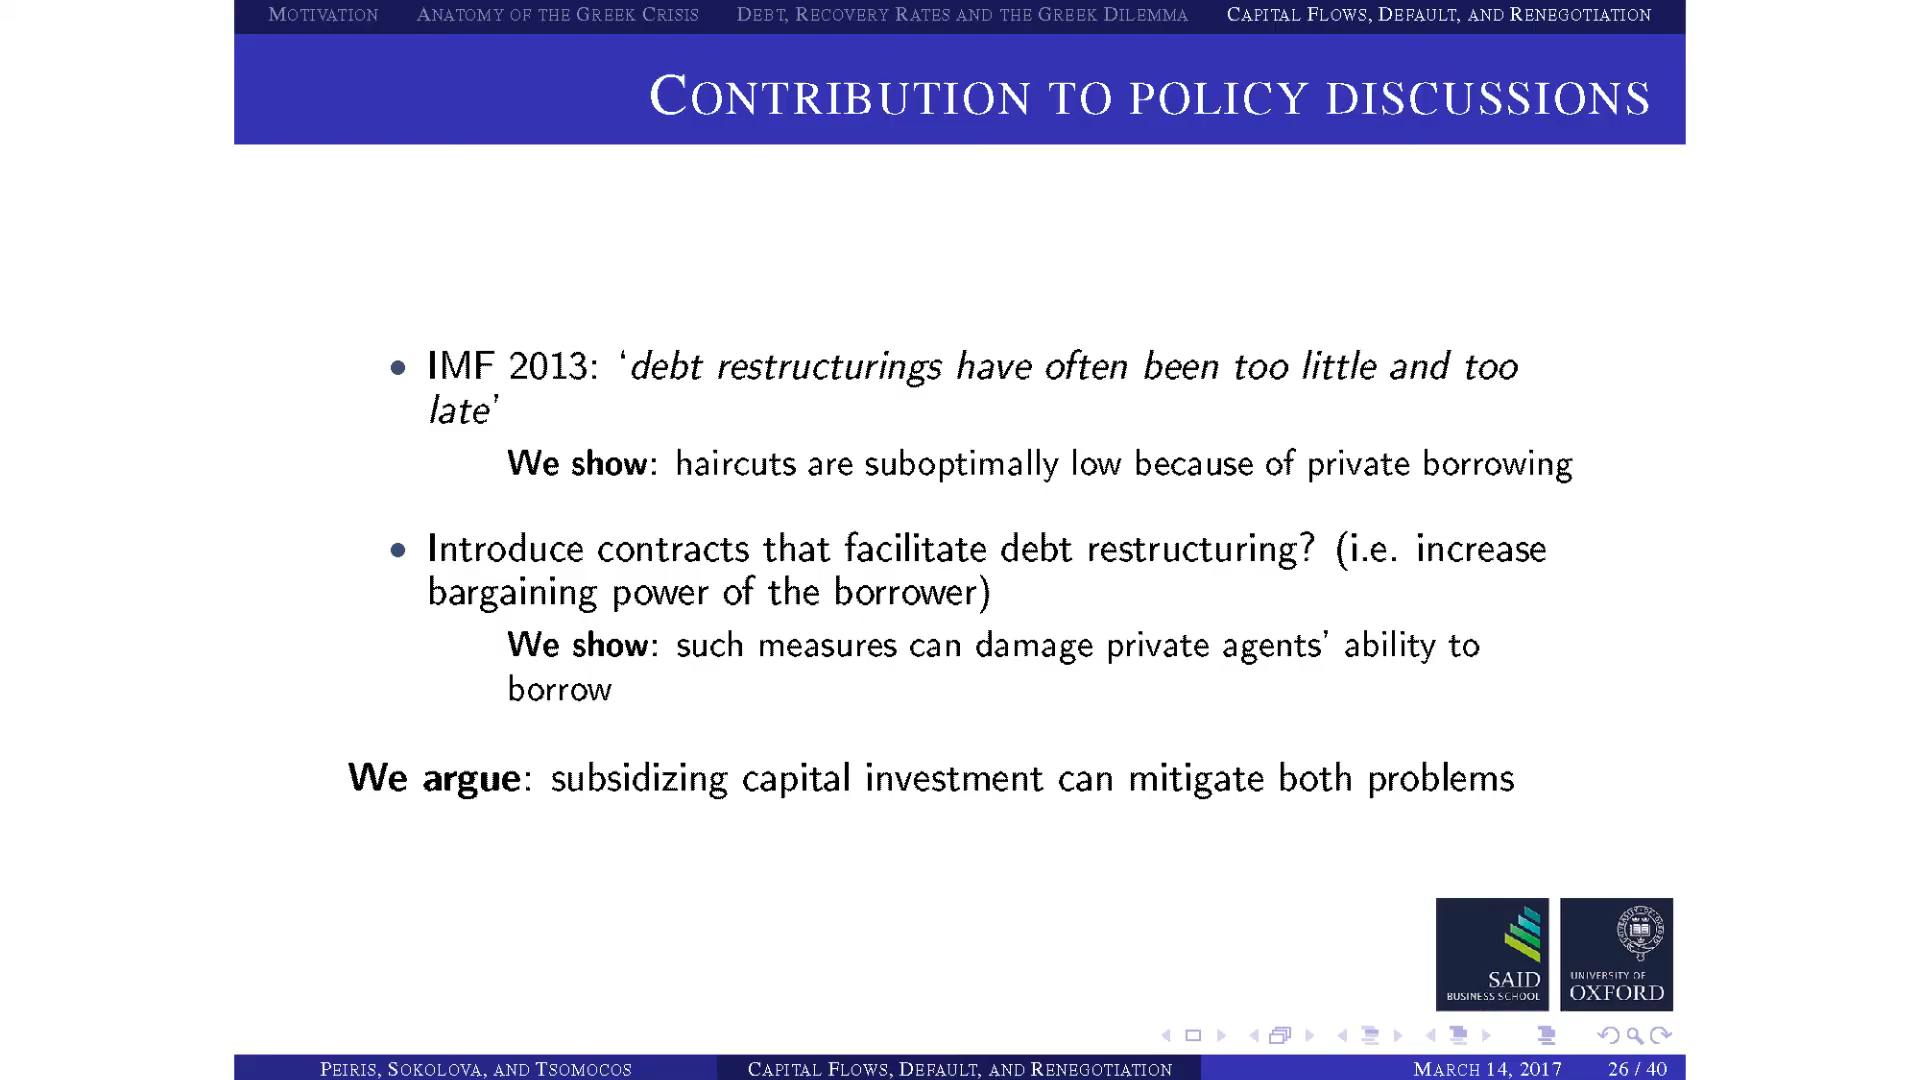 MOTIVATION ANATOMY OF THE GREEK CRISIS DEBT, RECOVERY RATES AND THE GREEK DILEMMA CAPITAL FLOWS, DEFAULT, AND RENEGOTIATION
CONTRIBUTION TO POLICY DISCUSSIONS
• IMF 2013: ‘debt restructurings have often been too little and too
late’
We show: haircuts are suboptimally low because of private borrowing
• Introduce contracts that facilitate debt restructuring? (i.e. increase
bargaining power of the borrower)
We show: such measures can damage private agents’ ability to
borrow
We argue: subsidizing capital investment can mitigate both problems
SAID
BUSINESS SCHOOL
UNIVERSITY OF
OXFORD
PEIRIS, SOKOLOVA, AND TSOMOCOS CAPITAL FLOWS, DEFAULT, AND RENEGOTIATION MARCH 14, 2017 26 / 40